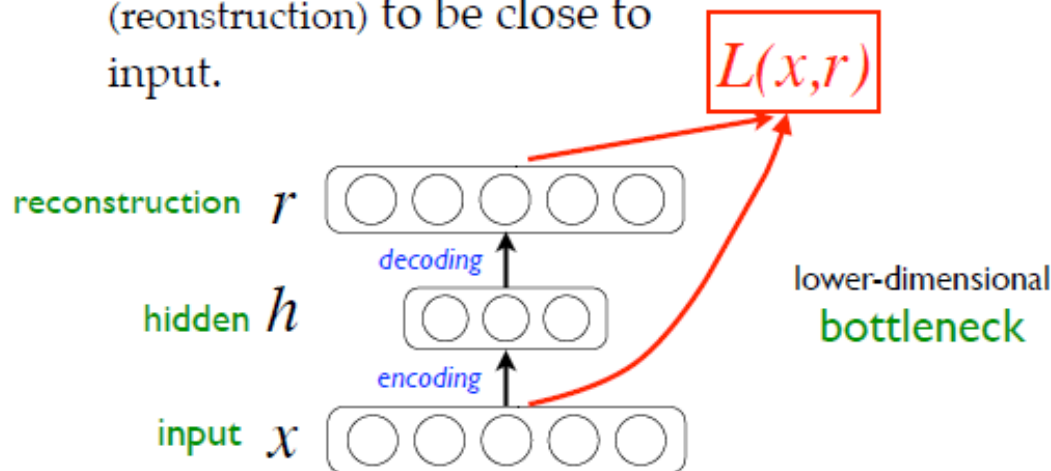 (reonstruction) to be close to
input.
L(x,r)
reconstruction r
decoding
hidden h
lower-dimensional
bottleneck
encoding
input x